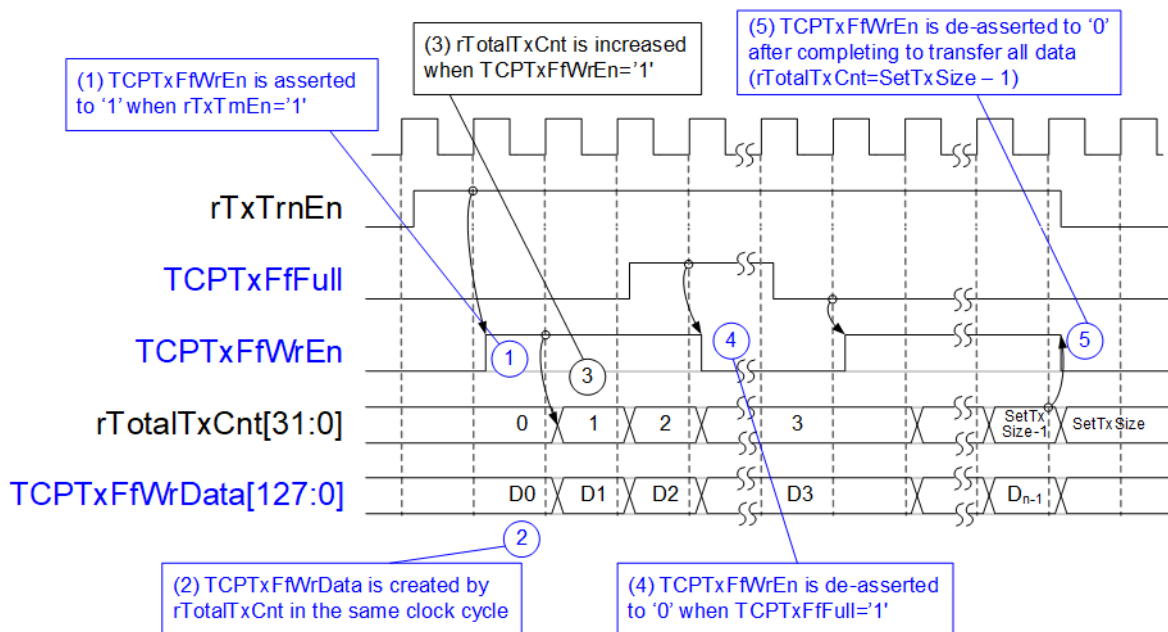 (5) TCPTxFfWrEn is de-asserted to ‘0’
after completing to transfer all data
(rTotalTxCnt=SetTxSize – 1)
(3) rTotalTxCnt is increased
when TCPTxFfWrEn='1'
(1) TCPTxFfWrEn is asserted
to ‘1’ when rTxTrnEn='1'
rTxTrnEn
TCPTxFfFull
TCPTxFfWrEn
1
3
4
5
rTotalTxCnt[31:0]
0
1
2
3
SetTx
Size-1
SetTxSize
TCPTxFfWrData[127:0]
D0
D1
D2
D3
Dn-1
2
(2) TCPTxFfWrData is created by
rTotalTxCnt in the same clock cycle
(4) TCPTxFfWrEn is de-asserted
to ‘0’ when TCPTxFfFull='1'